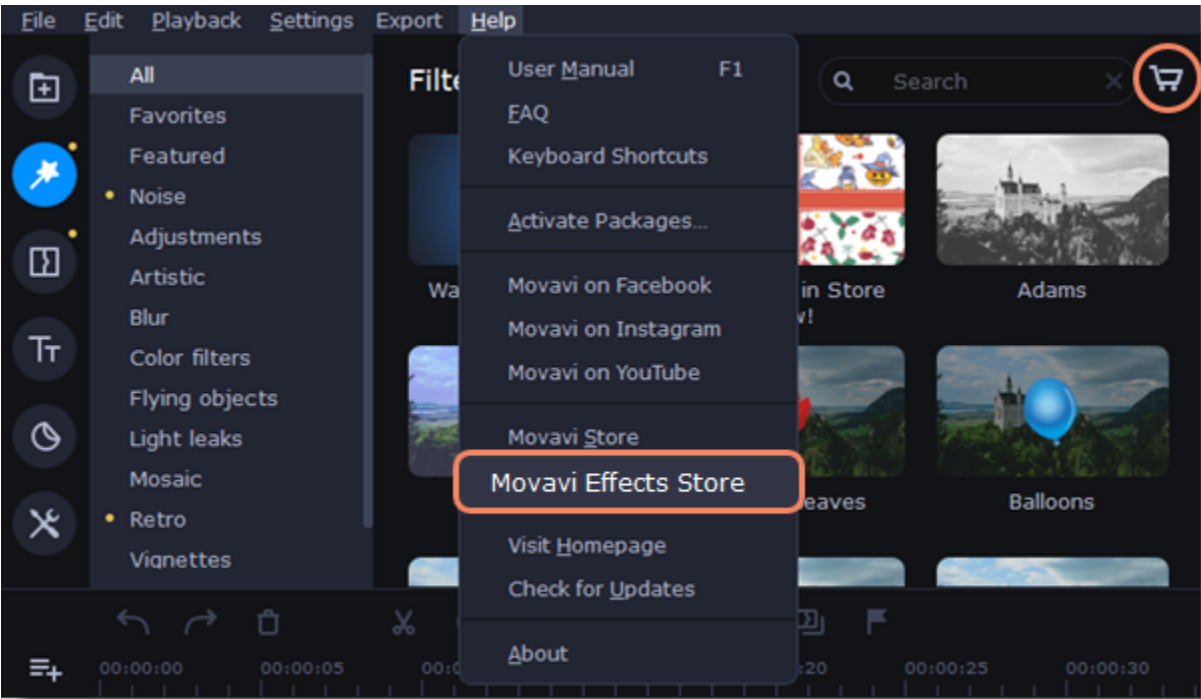 File Edit Playback Settings Export Help
All
Favorites
Featured
Noise
Adjustments
Artistic
Blur
Color filters
Flying objects
Light leaks
Mosaic
Retro
Vignettes
Filte
Search
User Manual F1
FAQ
Keyboard Shortcuts
Activate Packages...
Movavi on Facebook
Movavi on Instagram
Movavi on YouTube
Movavi Store
Movavi Effects Store
Visit Homepage
Check for Updates
About
Wa
in Store
w!
Adams
eaves
Balloons
00:00:00 00:00:05 00:0 :20 00:00:25 00:00:30